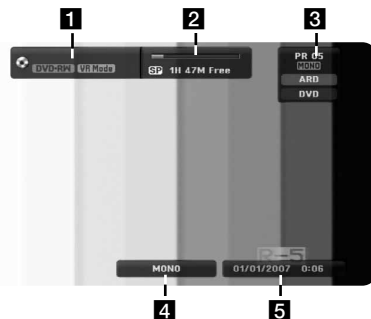 1 2 3
DVD-RW VR Mode
SP 1H 47M Free
PR 05
MONO
ARD
DVD
R-5
MONO
01/01/2007 0:06
4 5